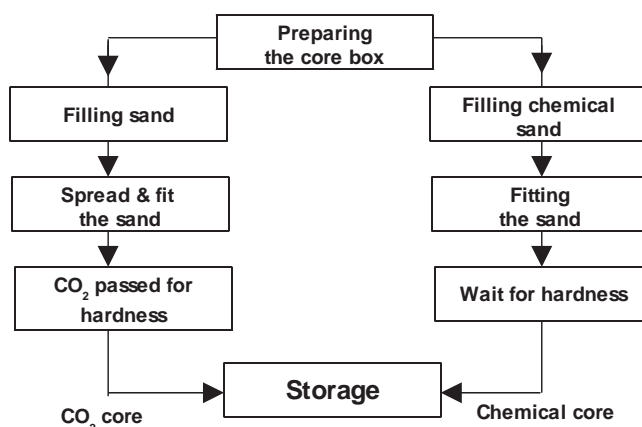 Preparing
the core box
Filling sand
Filling chemical
sand
Spread & fit
the sand
Fitting
the sand
CO₂ passed for
hardness
Wait for hardness
Storage
CO₂ core
Chemical core